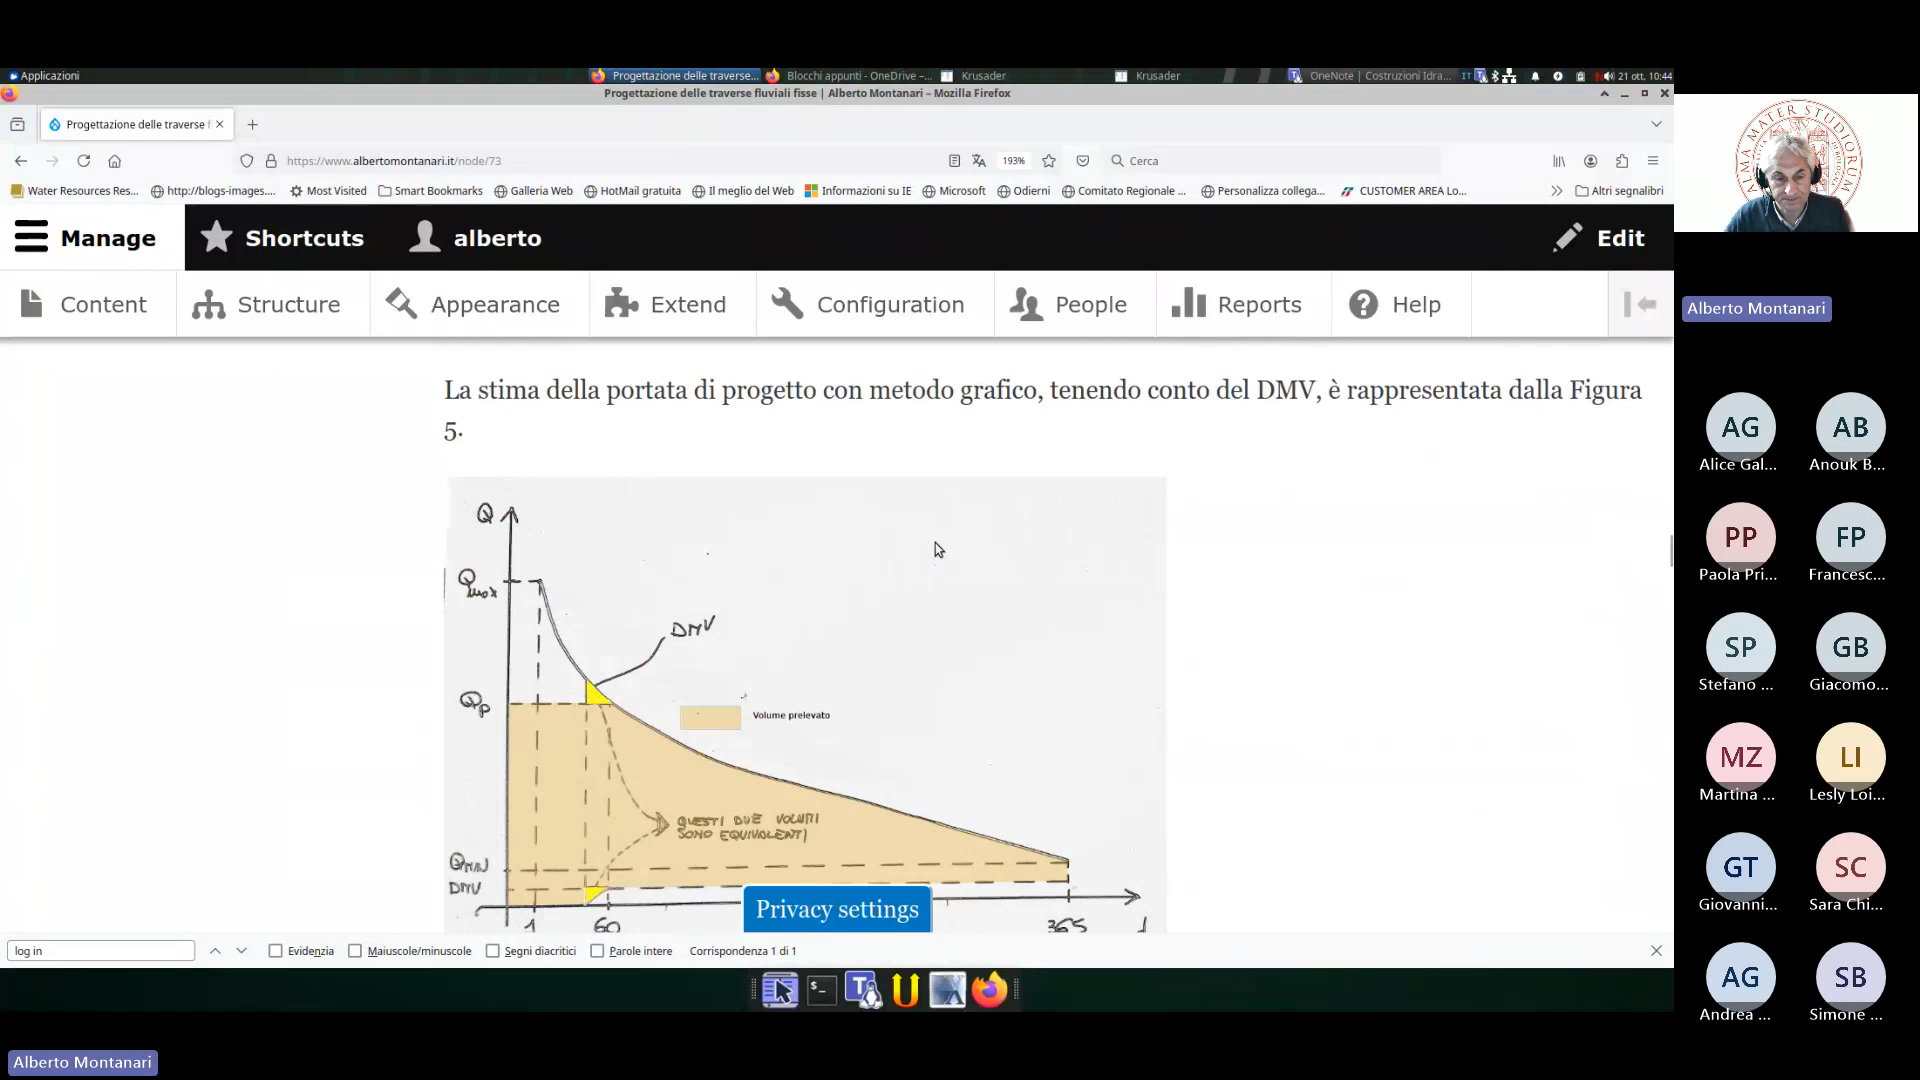 Applicazioni
Progettazione delle traverse...
Blocchi appunti - OneDrive –...
Krusader
Krusader
OneNote | Costruzioni Idra...
IT
21 ott. 10:44
Progettazione delle traverse fluviali fisse | Alberto Montanari – Mozilla Firefox
Progettazione delle traverse f
https://www.albertomontanari.it/node/73
193%
Cerca
Water Resources Res...
http://blogs-images....
Most Visited
Smart Bookmarks
Galleria Web
HotMail gratuita
Il meglio del Web
Informazioni su IE
Microsoft
Odierni
Comitato Regionale ...
Personalizza collega...
CUSTOMER AREA Lo...
Altri segnalibri
Manage
Shortcuts
alberto
Edit
Content
Structure
Appearance
Extend
Configuration
People
Reports
Help
La stima della portata di progetto con metodo grafico, tenendo conto del DMV, è rappresentata dalla Figura
5.
Q
Qmax
DMV
Qp
Volume prelevato
QUESTI DUE VOLUMI
SONO EQUIVALENTI
QMIN
DMV
1
60
365
Privacy settings
log in
Evidenzia
Maiuscole/minuscole
Segni diacritici
Parole intere
Corrispondenza 1 di 1
Alberto Montanari
ALMA MATER STUDIORUM
Alberto Montanari
AG
Alice Gal...
AB
Anouk B...
PP
Paola Pri...
FP
Francesc...
SP
Stefano ...
GB
Giacomo...
MZ
Martina ...
LI
Lesly Loi...
GT
Giovanni...
SC
Sara Chi...
AG
Andrea ...
SB
Simone ...